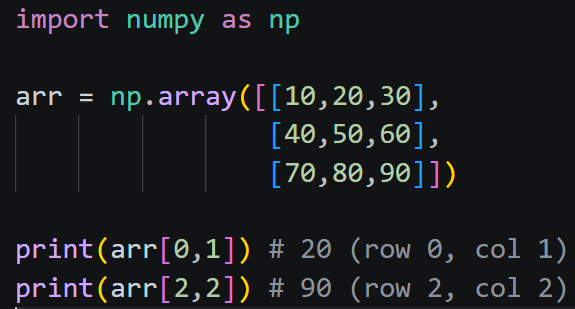 import numpy as np
arr = np.array([[10,20,30],
[40,50,60],
[70,80,90]])
print(arr[0,1]) # 20 (row 0, col 1)
print(arr[2,2]) # 90 (row 2, col 2)